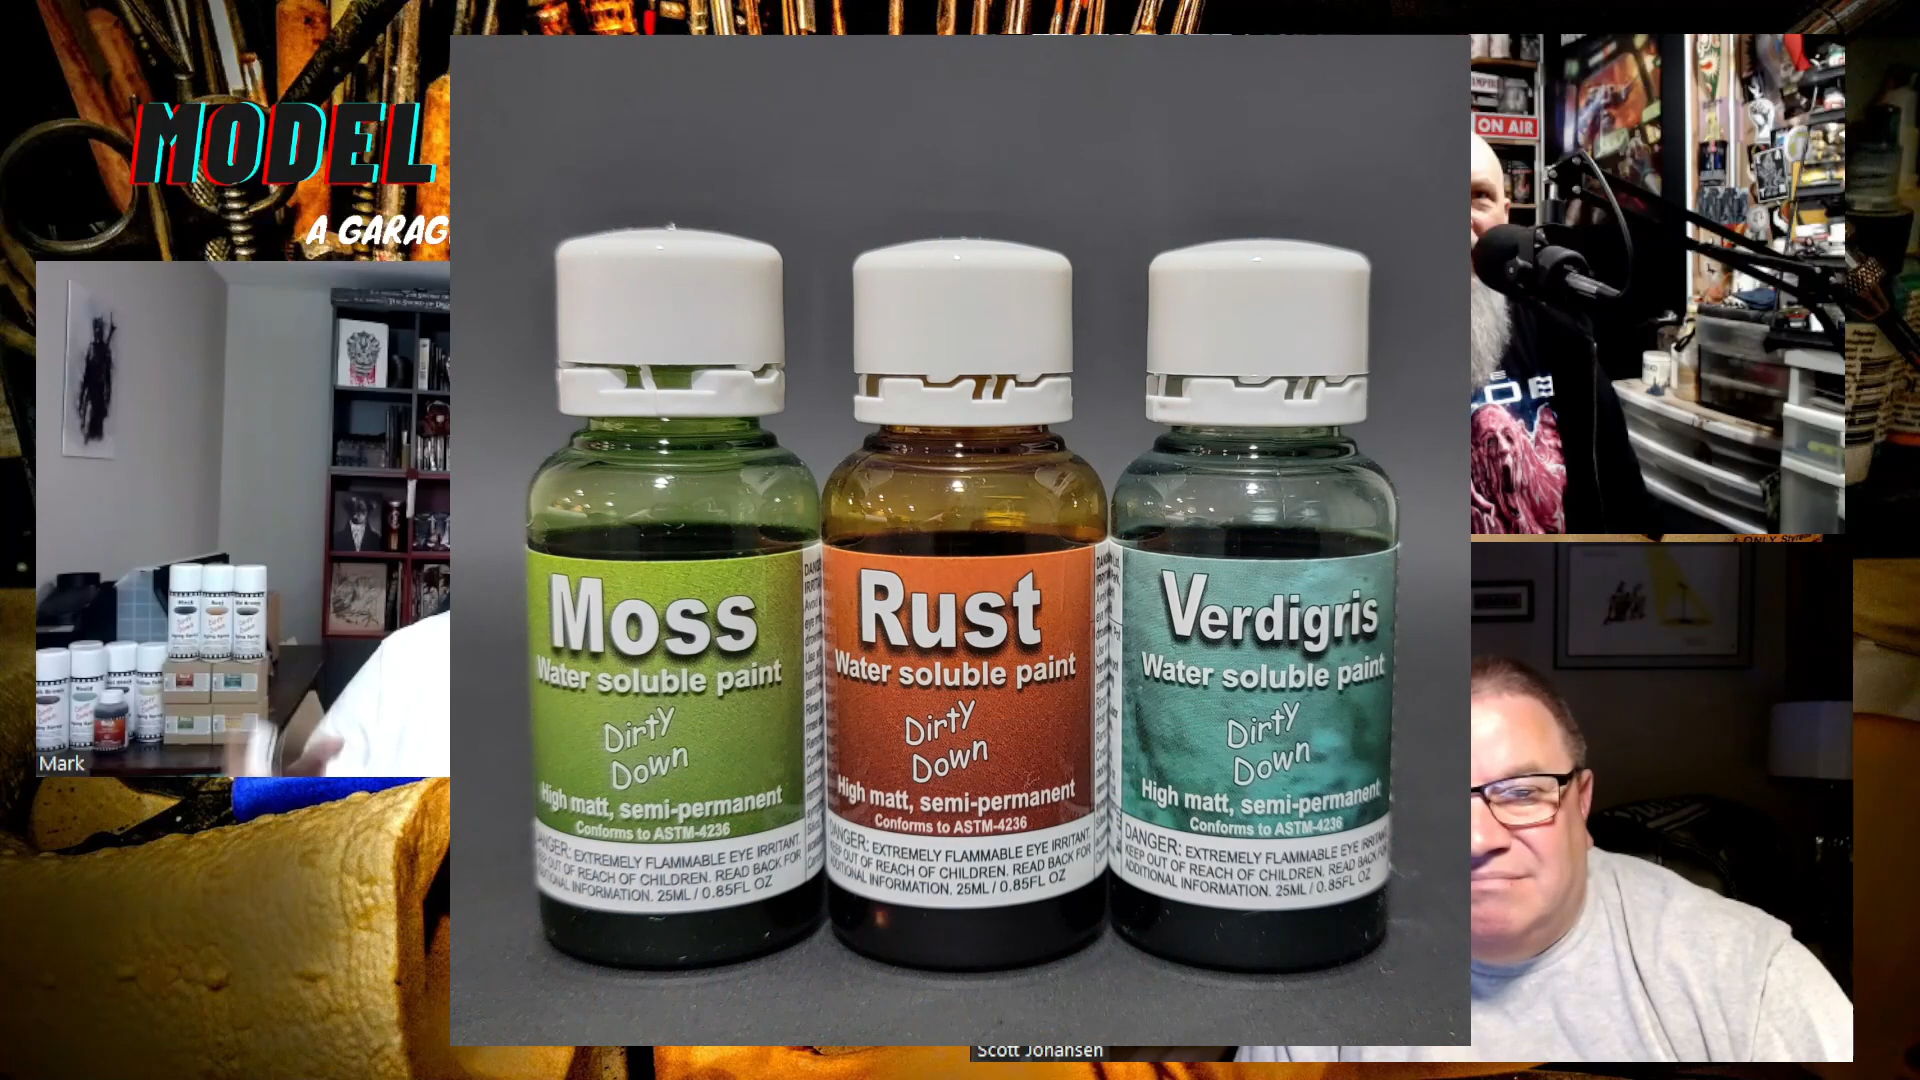 MODEL
A GARAG
ON AIR
Mark
Moss
Water soluble paint
Dirty
Down
High matt, semi-permanent
Conforms to ASTM-4236
DANGER: EXTREMELY FLAMMABLE EYE IRRITANT.
KEEP OUT OF REACH OF CHILDREN. READ BACK FOR
ADDITIONAL INFORMATION. 25ML / 0.85FL OZ
Rust
Water soluble paint
Dirty
Down
High matt, semi-permanent
Conforms to ASTM-4236
DANGER: EXTREMELY FLAMMABLE EYE IRRITANT.
KEEP OUT OF REACH OF CHILDREN. READ BACK FOR
ADDITIONAL INFORMATION. 25ML / 0.85FL OZ
Verdigris
Water soluble paint
Dirty
Down
High matt, semi-permanent
Conforms to ASTM-4236
DANGER: EXTREMELY FLAMMABLE EYE IRRITANT.
KEEP OUT OF REACH OF CHILDREN. READ BACK FOR
ADDITIONAL INFORMATION. 25ML / 0.85FL OZ
Scott Johansen